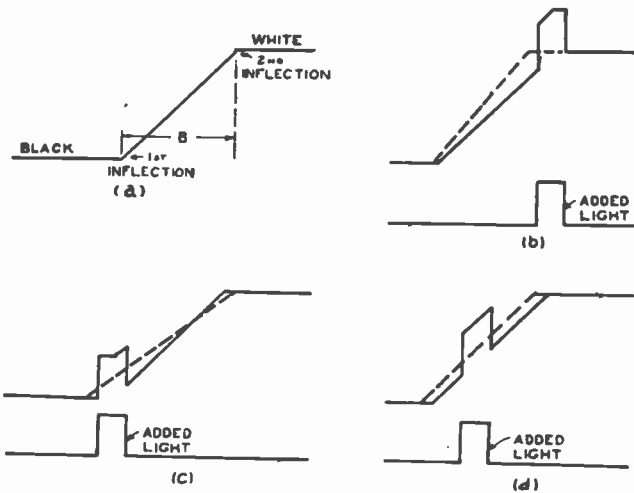 WHITE
2ND
INFLECTION
B
BLACK
1ST
INFLECTION
(a)
ADDED
LIGHT
(b)
ADDED
LIGHT
(c)
ADDED
LIGHT
(d)